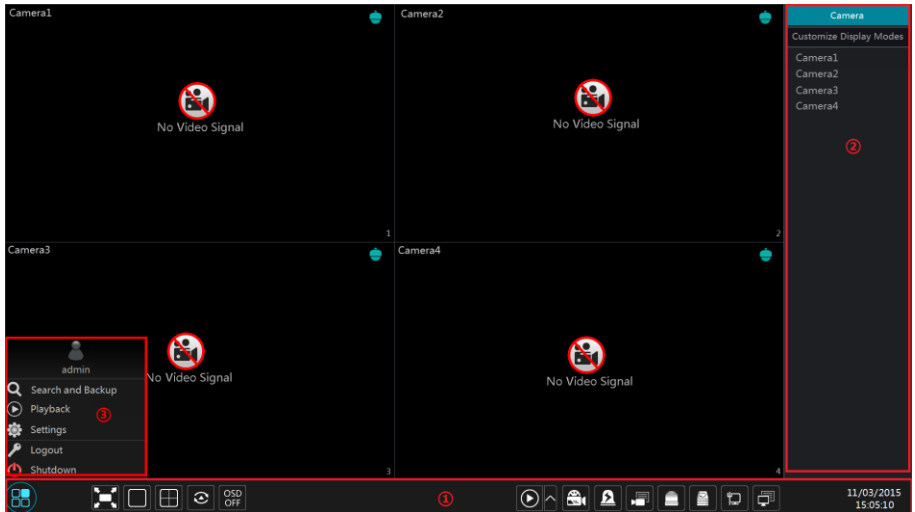 Camera1
Camera2
Camera
Customize Display Modes
Camera1
Camera2
Camera3
Camera4
②
No Video Signal
No Video Signal
1
2
Camera3
Camera4
No Video Signal
No Video Signal
admin
Search and Backup
Playback
③
Settings
Logout
Shutdown
3
4
OSD
OFF
①
11/03/2015
15:05:10